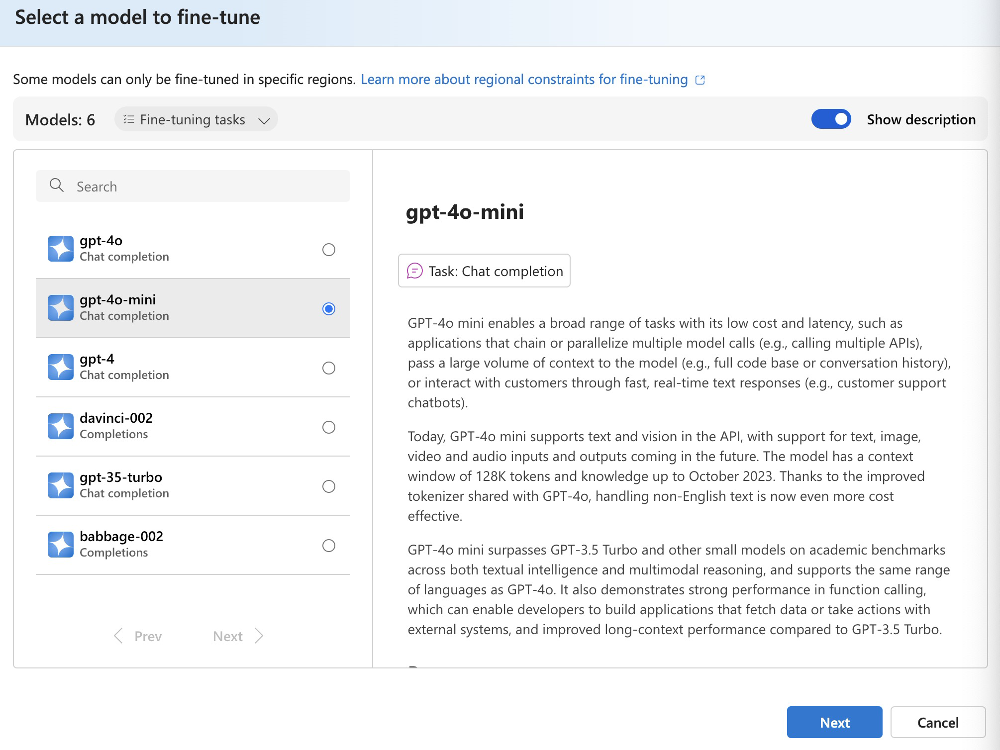 Select a model to fine-tune
Some models can only be fine-tuned in specific regions. Learn more about regional constraints for fine-tuning
Models: 6
Fine-tuning tasks
Show description
Search
gpt-4o
Chat completion
gpt-4o-mini
Chat completion
gpt-4
Chat completion
davinci-002
Completions
gpt-35-turbo
Chat completion
babbage-002
Completions
Prev
Next
gpt-4o-mini
Task: Chat completion
GPT-4o mini enables a broad range of tasks with its low cost and latency, such as
applications that chain or parallelize multiple model calls (e.g., calling multiple APIs),
pass a large volume of context to the model (e.g., full code base or conversation history),
or interact with customers through fast, real-time text responses (e.g., customer support
chatbots).
Today, GPT-4o mini supports text and vision in the API, with support for text, image,
video and audio inputs and outputs coming in the future. The model has a context
window of 128K tokens and knowledge up to October 2023. Thanks to the improved
tokenizer shared with GPT-4o, handling non-English text is now even more cost
effective.
GPT-4o mini surpasses GPT-3.5 Turbo and other small models on academic benchmarks
across both textual intelligence and multimodal reasoning, and supports the same range
of languages as GPT-4o. It also demonstrates strong performance in function calling,
which can enable developers to build applications that fetch data or take actions with
external systems, and improved long-context performance compared to GPT-3.5 Turbo.
Next
Cancel